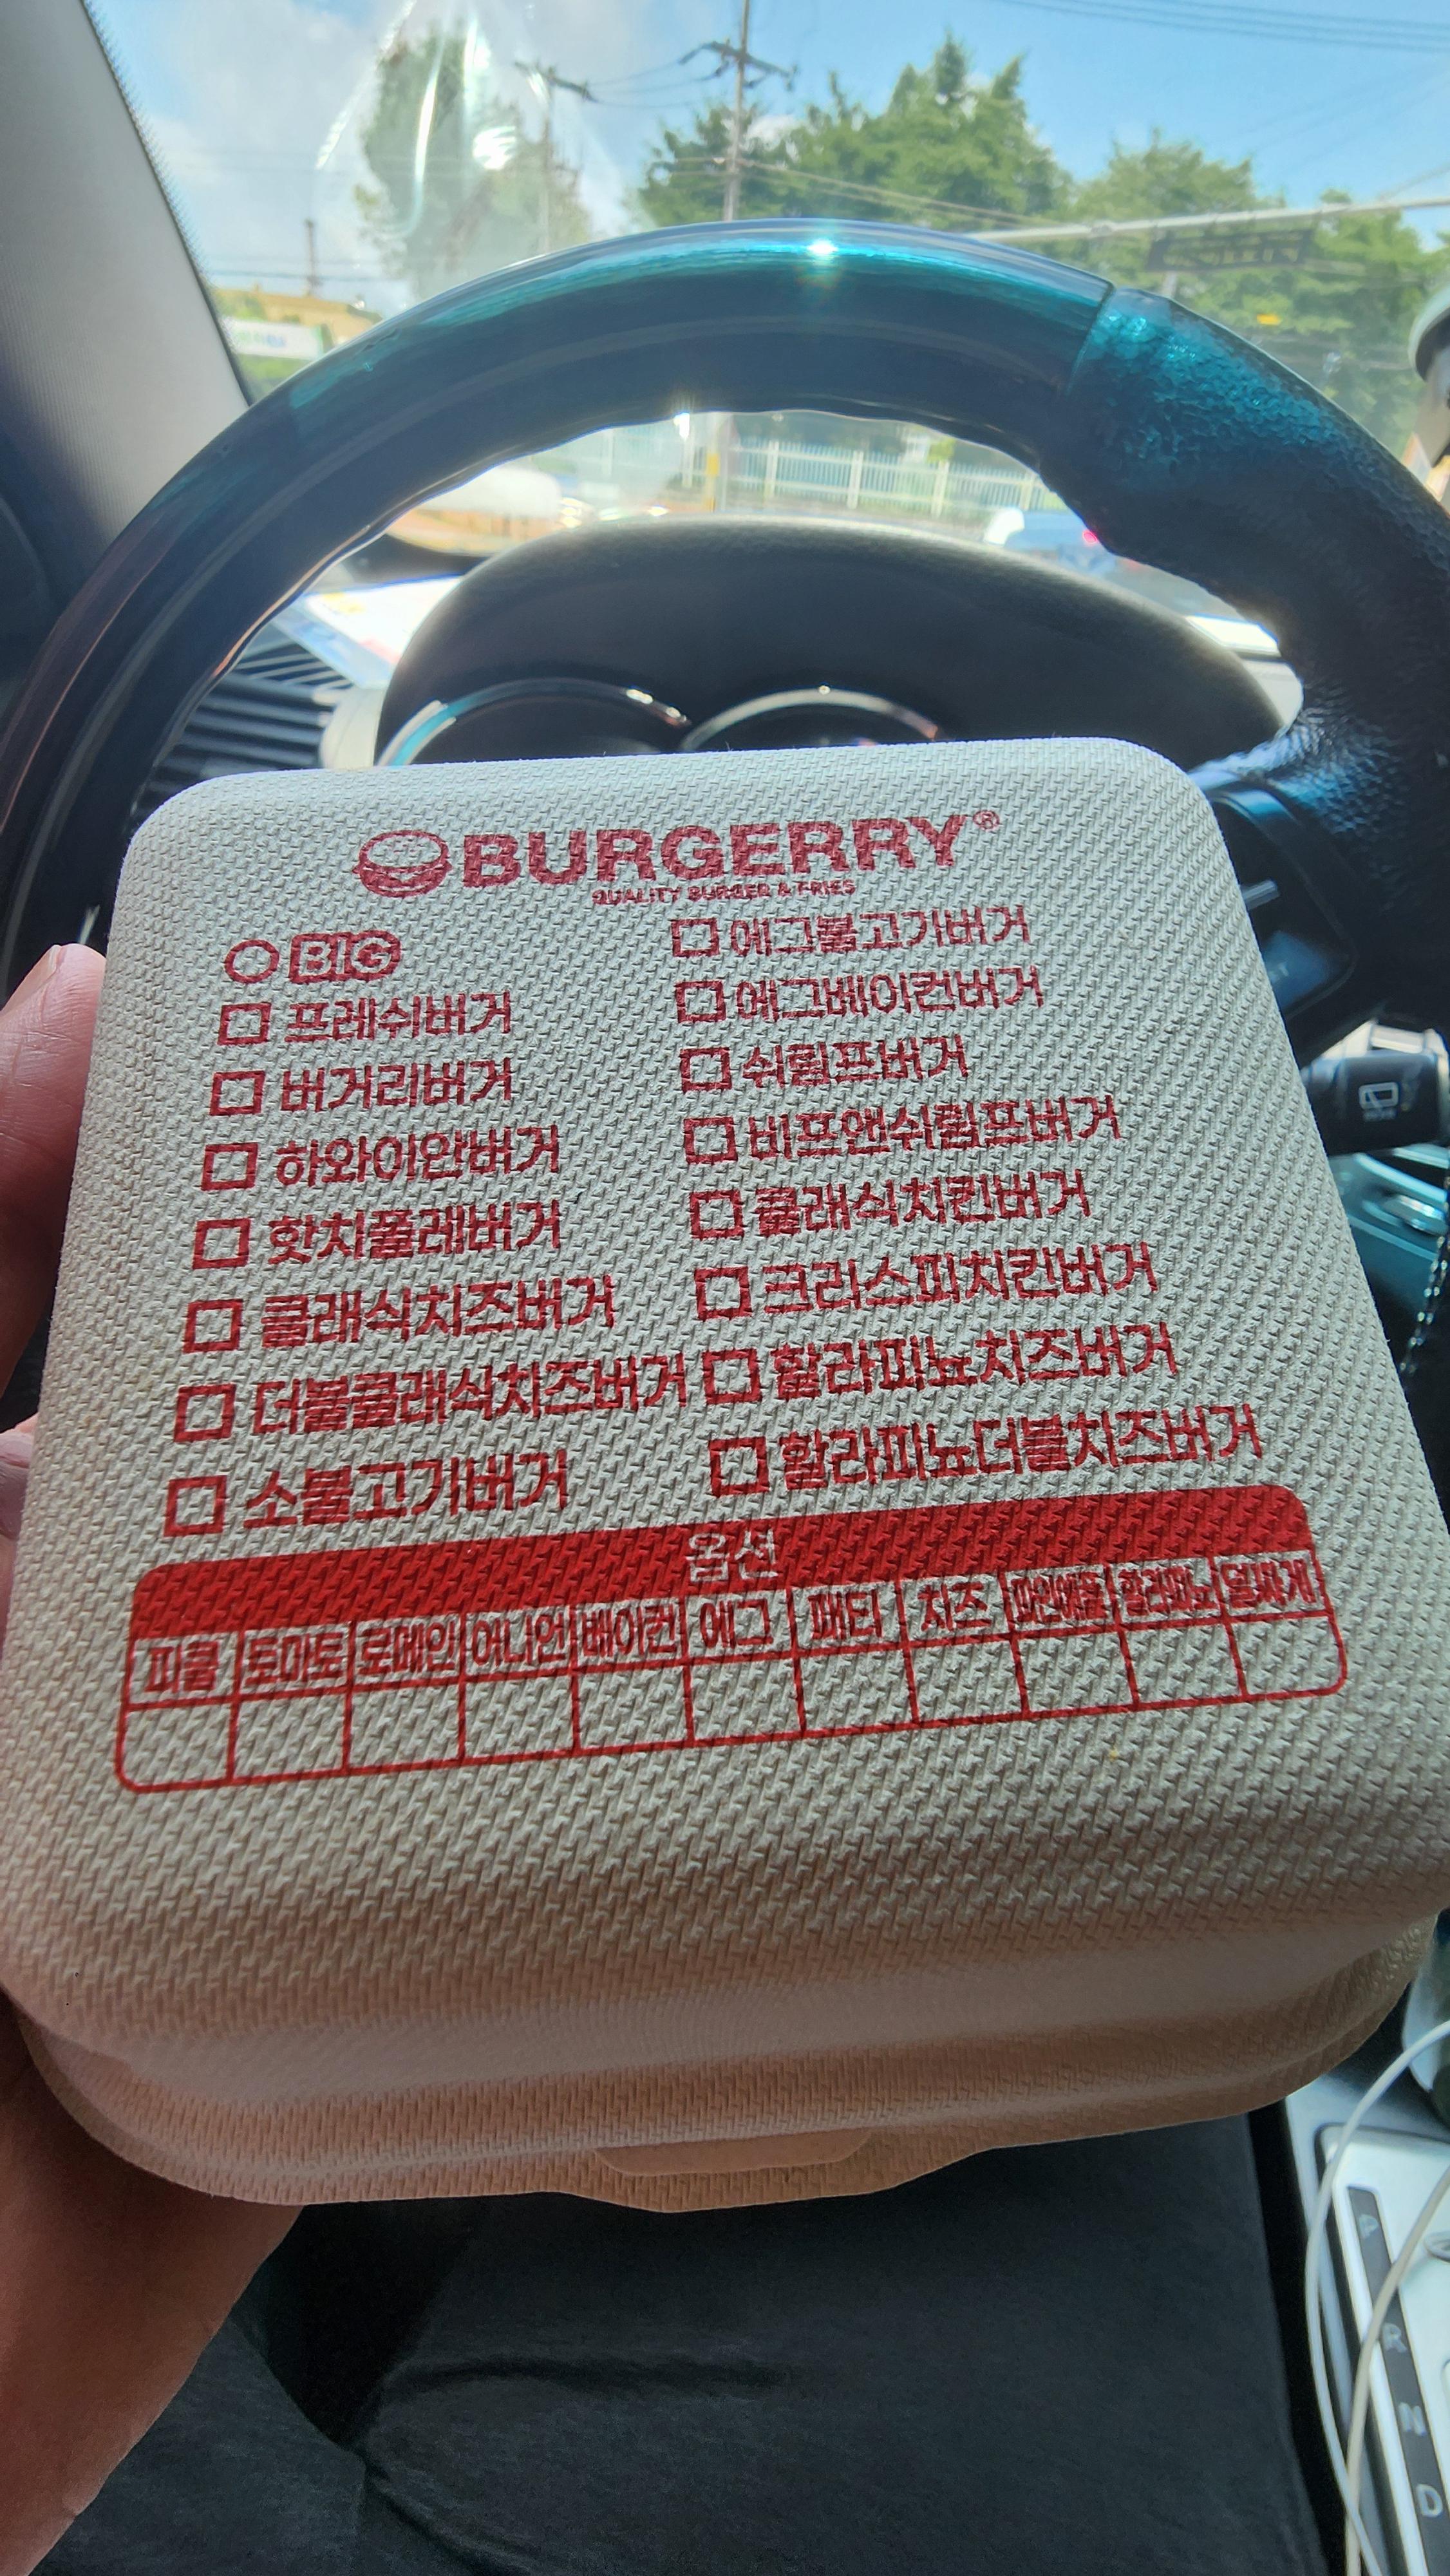 BURGERRY®
QUALITY BURGER & FRIES
BIG
프레쉬버거
버거리버거
하와이안버거
핫치폴레버거
클래식치즈버거
더블클래식치즈버거
소불고기버거
에그불고기버거
에그베이컨버거
쉬림프버거
비프앤쉬림프버거
클래식치킨버거
크리스피치킨버거
할라피뇨치즈버거
할라피뇨더블치즈버거
옵션
피클 토마토 로메인 어니언 베이컨 에그 패티 치즈 파인애플 할라피뇨 덜짜게
P
R
N
D